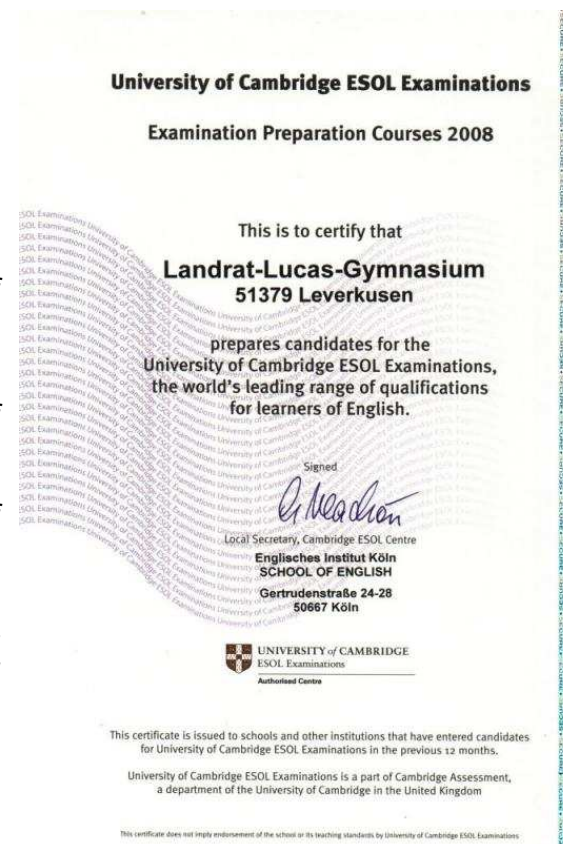 University of Cambridge ESOL Examinations
Examination Preparation Courses 2008
This is to certify that
Landrat-Lucas-Gymnasium
51379 Leverkusen
prepares candidates for the
University of Cambridge ESOL Examinations,
the world's leading range of qualifications
for learners of English.
Signed
Local Secretary, Cambridge ESOL Centre
Englisches Institut Köln
SCHOOL OF ENGLISH
Gertrudenstraße 24-28
50667 Köln
UNIVERSITY of CAMBRIDGE
ESOL Examinations
Authorised Centre
This certificate is issued to schools and other institutions that have entered candidates
for University of Cambridge ESOL Examinations in the previous 12 months.
University of Cambridge ESOL Examinations is a part of Cambridge Assessment,
a department of the University of Cambridge in the United Kingdom
This certificate does not imply endorsement of the school or its teaching standards by University of Cambridge ESOL Examinations